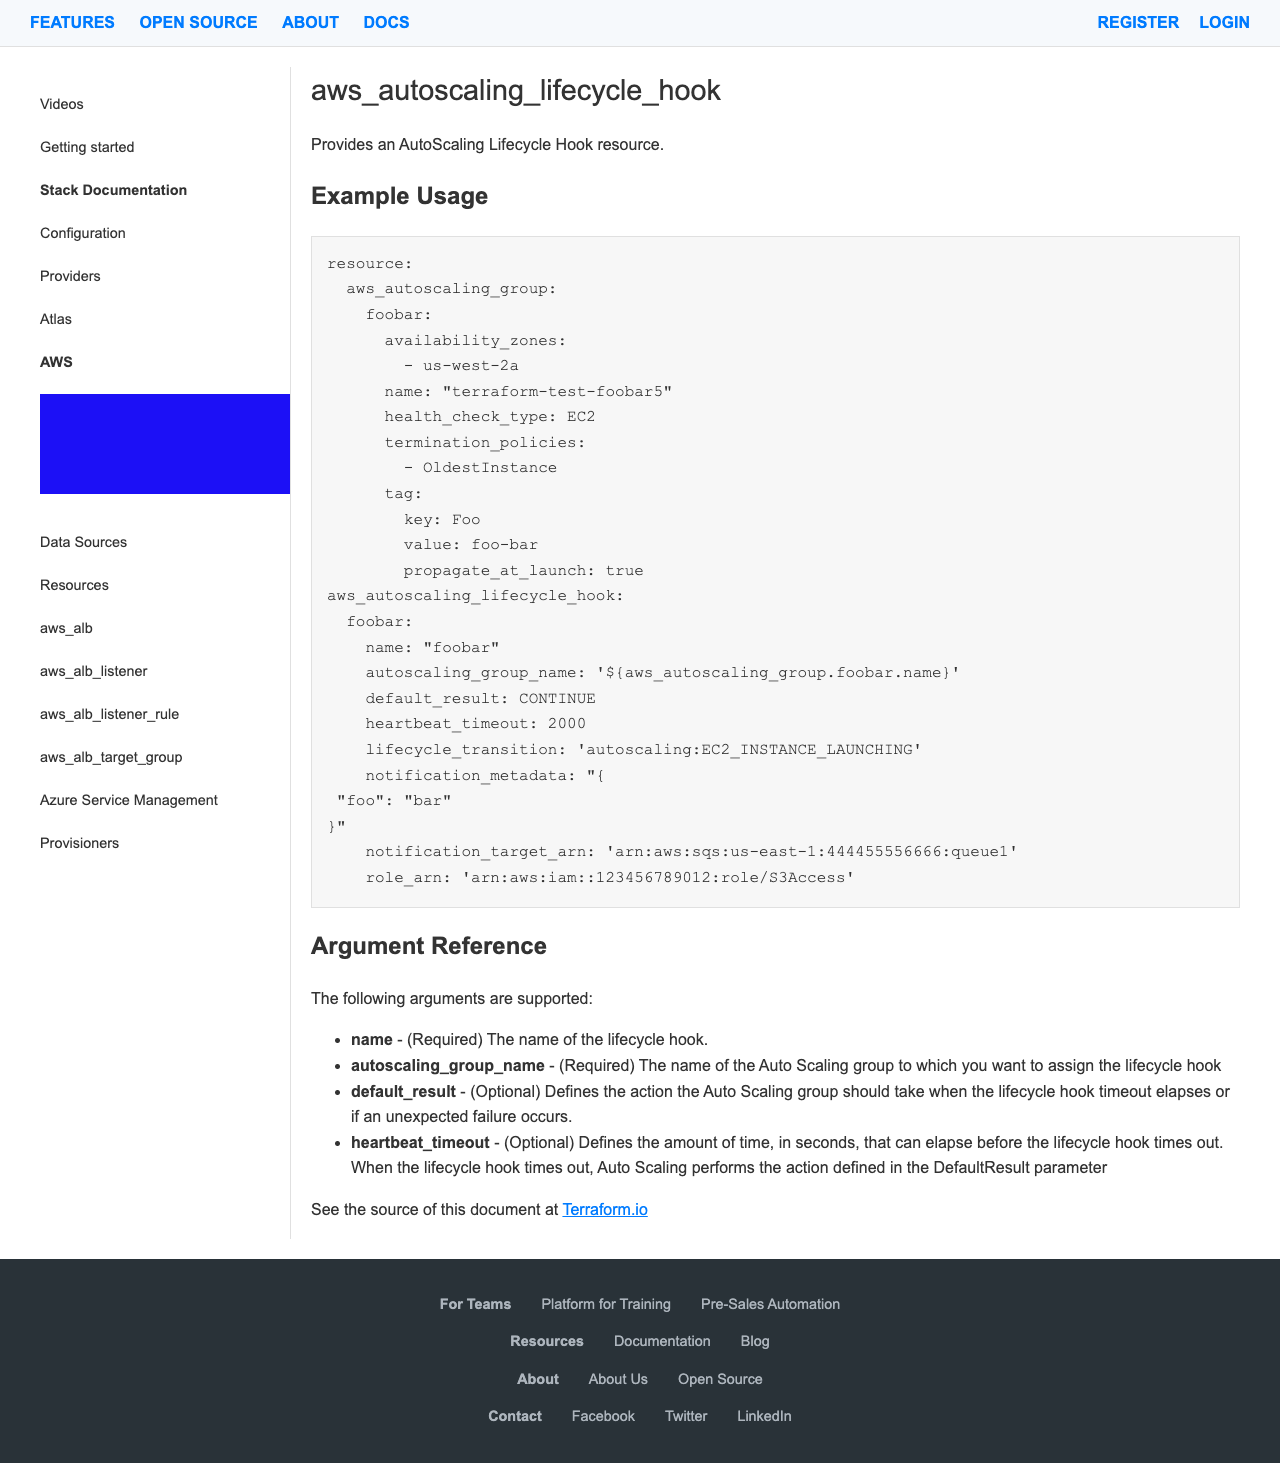 FEATURES OPEN SOURCE ABOUT DOCS REGISTER LOGIN
Videos
Getting started
Stack Documentation
Configuration
Providers
Atlas
AWS
Data Sources
Resources
aws_alb
aws_alb_listener
aws_alb_listener_rule
aws_alb_target_group
Azure Service Management
Provisioners
aws_autoscaling_lifecycle_hook
Provides an AutoScaling Lifecycle Hook resource.
Example Usage
resource:
  aws_autoscaling_group:
    foobar:
      availability_zones:
        - us-west-2a
      name: "terraform-test-foobar5"
      health_check_type: EC2
      termination_policies:
        - OldestInstance
      tag:
        key: Foo
        value: foo-bar
        propagate_at_launch: true
aws_autoscaling_lifecycle_hook:
  foobar:
    name: "foobar"
    autoscaling_group_name: '${aws_autoscaling_group.foobar.name}'
    default_result: CONTINUE
    heartbeat_timeout: 2000
    lifecycle_transition: 'autoscaling:EC2_INSTANCE_LAUNCHING'
    notification_metadata: "{
 "foo": "bar"
}"
    notification_target_arn: 'arn:aws:sqs:us-east-1:444455556666:queue1'
    role_arn: 'arn:aws:iam::123456789012:role/S3Access'
Argument Reference
The following arguments are supported:
• name - (Required) The name of the lifecycle hook.
• autoscaling_group_name - (Required) The name of the Auto Scaling group to which you want to assign the lifecycle hook
• default_result - (Optional) Defines the action the Auto Scaling group should take when the lifecycle hook timeout elapses or
if an unexpected failure occurs.
• heartbeat_timeout - (Optional) Defines the amount of time, in seconds, that can elapse before the lifecycle hook times out.
When the lifecycle hook times out, Auto Scaling performs the action defined in the DefaultResult parameter
See the source of this document at Terraform.io
For Teams Platform for Training Pre-Sales Automation
Resources Documentation Blog
About About Us Open Source
Contact Facebook Twitter LinkedIn